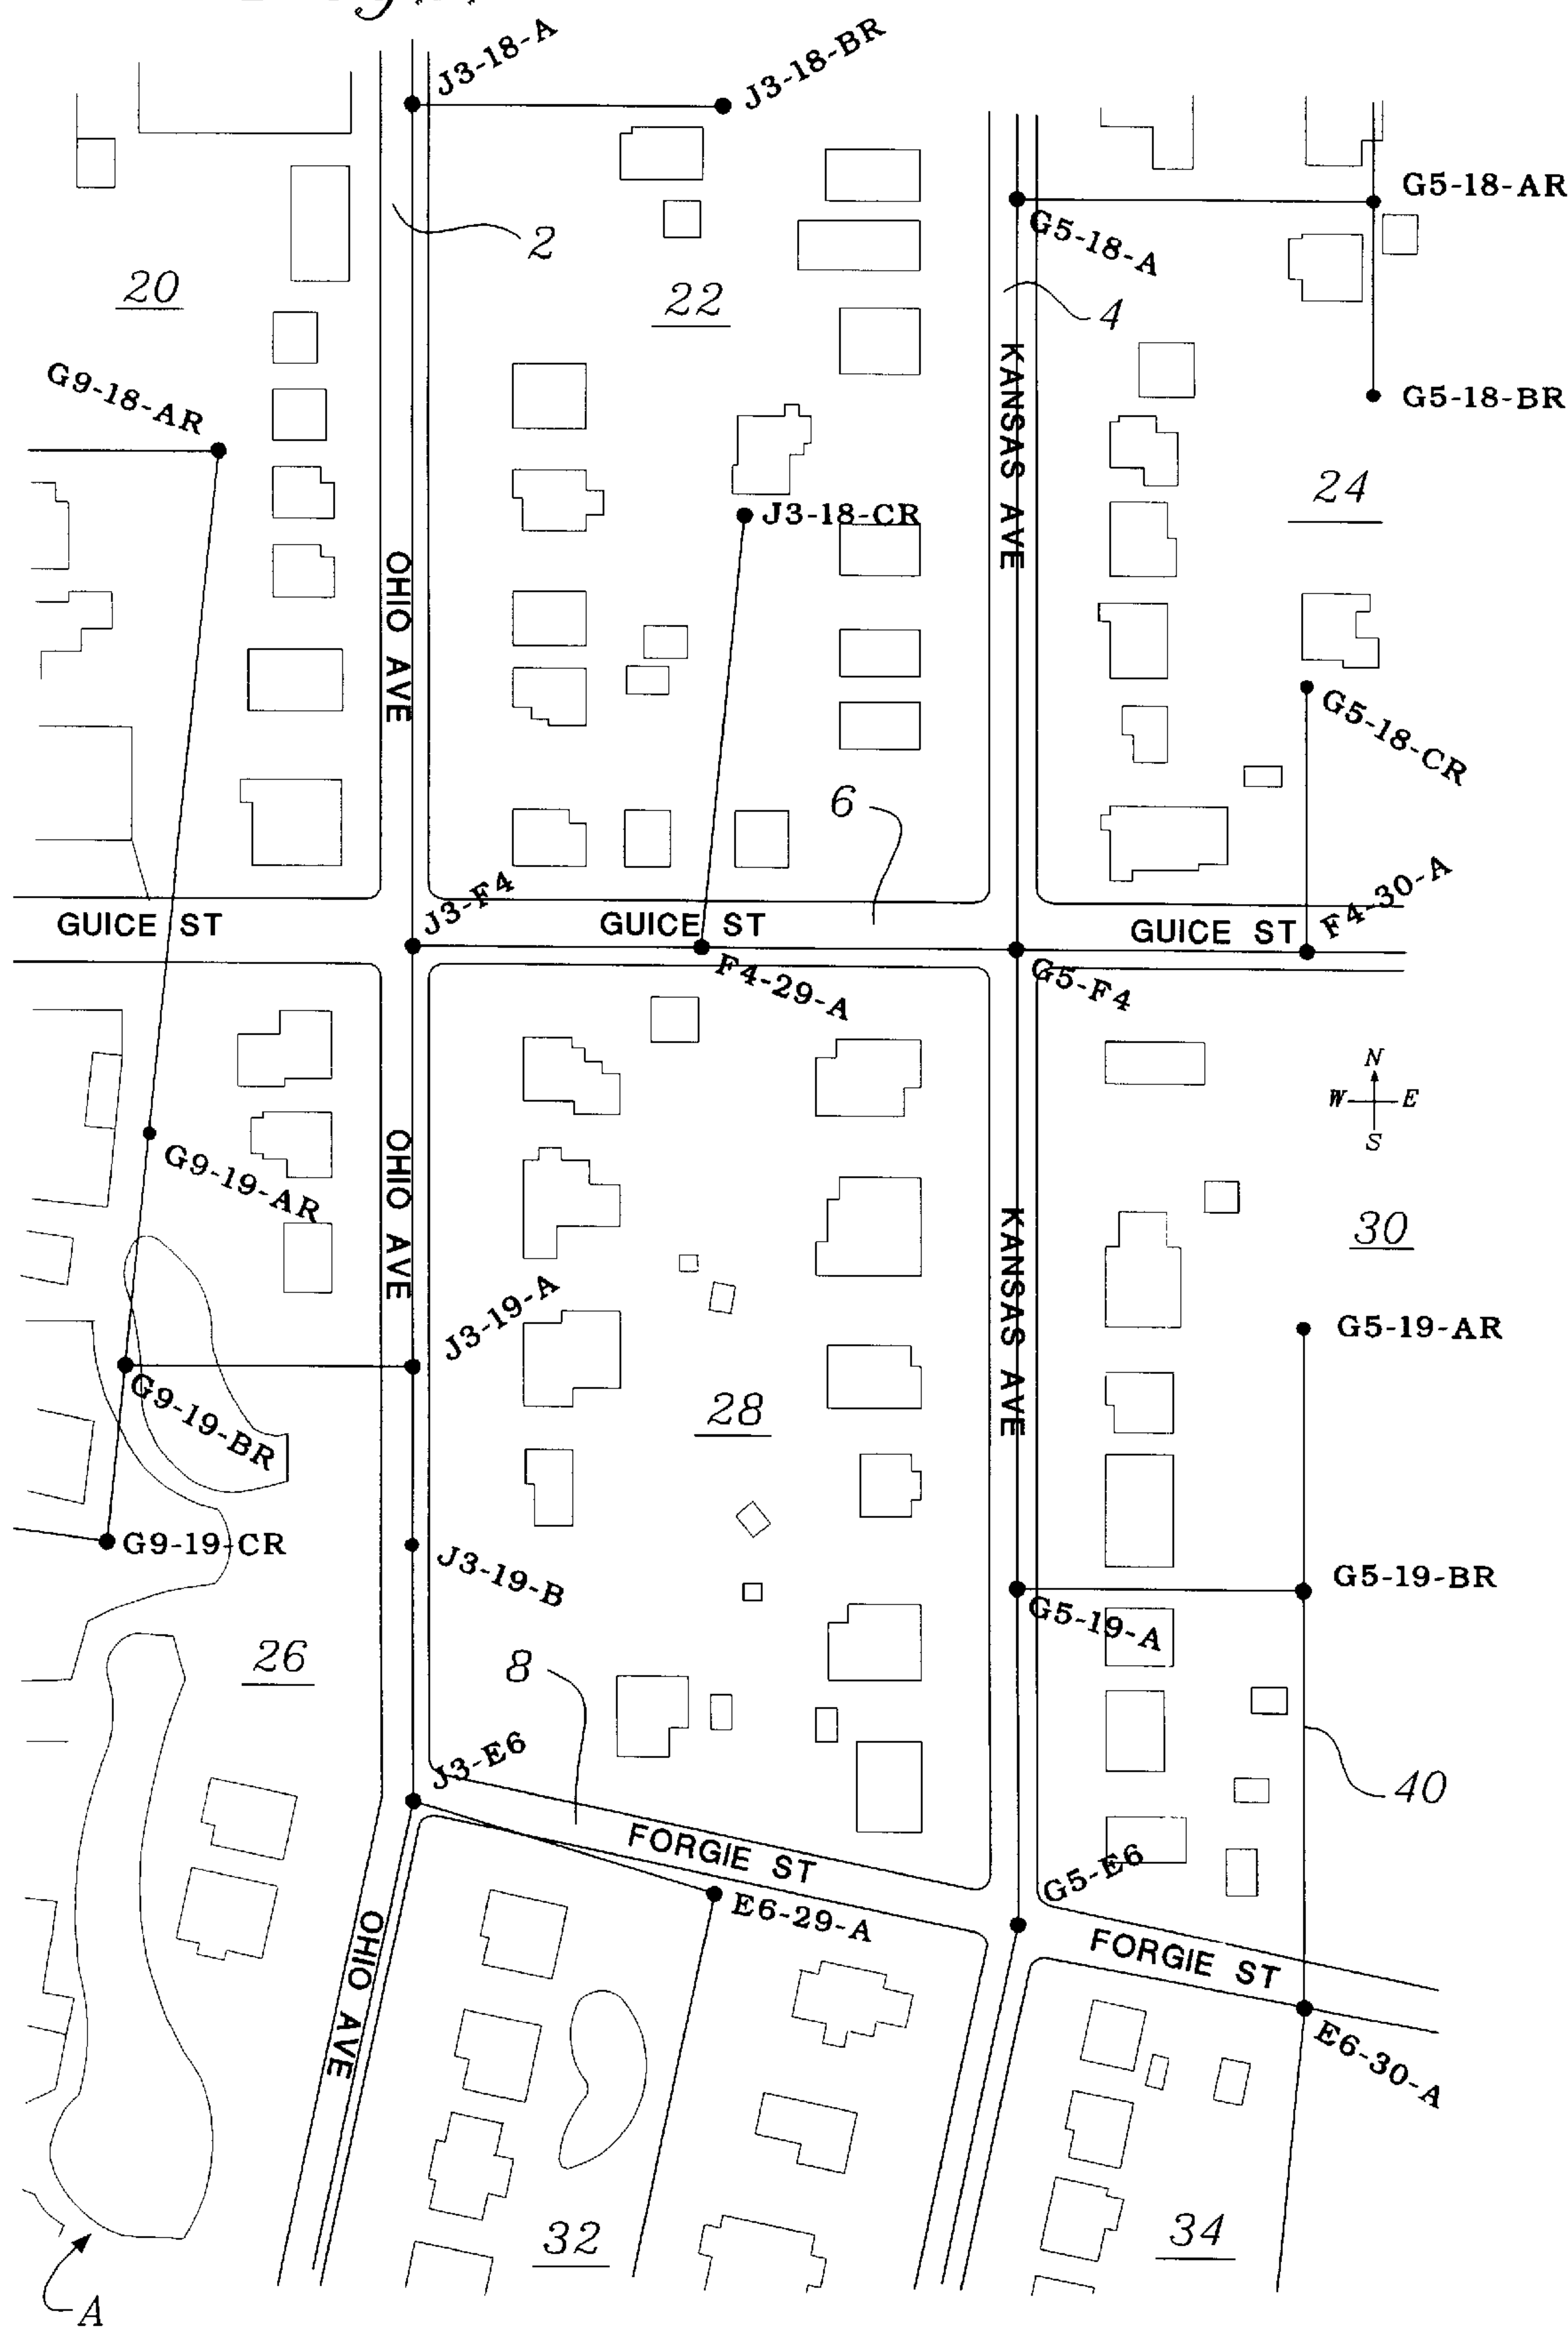 J3-18-A
J3-18-BR
G5-18-AR
G5-18-A
2
20
22
4
KANSAS AVE
G9-18-AR
G5-18-BR
24
J3-18-CR
OHIO AVE
G5-18-CR
6
J3-F4
F4-30-A
GUICE ST
GUICE ST
GUICE ST
F4-29-A
G5-F4
N
W E
S
OHIO AVE
G9-19-AR
KANSAS AVE
30
J3-19-A
G5-19-AR
G9-19-BR
28
G9-19-CR
J3-19-B
G5-19-BR
G5-19-A
26
8
J3-E6
40
FORGIE ST
G5-E6
E6-29-A
OHIO AVE
FORGIE ST
E6-30-A
32
34
A